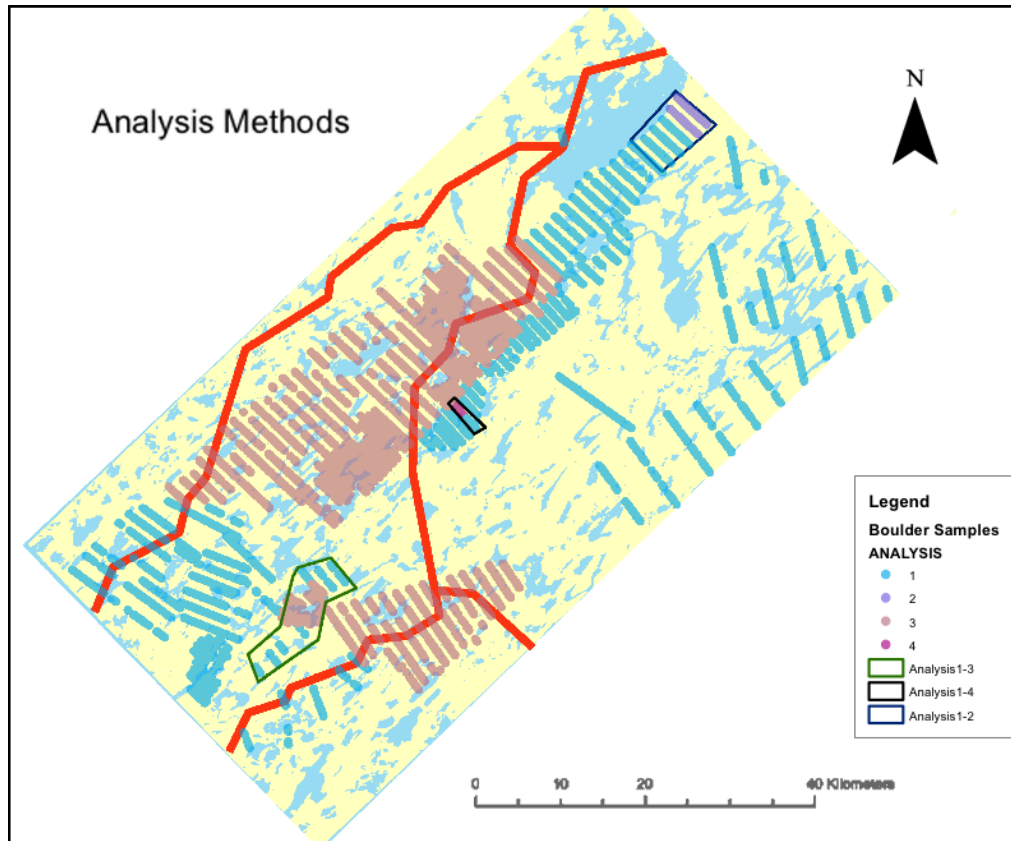 Analysis Methods
N
Legend
Boulder Samples
ANALYSIS
1
2
3
4
Analysis1-3
Analysis1-4
Analysis1-2
0 10 20 40 Kilometers